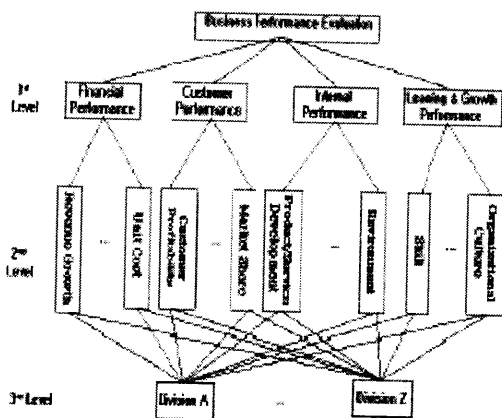 Business Performance Evaluation
1st
Level
Financial
Performance
Customer
Performance
Internal
Performance
Learning & Growth
Performance
2nd
Level
Revenue Growth
...
Unit Cost
Customer
Profitability
...
Market Share
Product/Services
Development
...
Environment
Skill
...
Organizational
Culture
3rd Level
Division A
...
Division Z